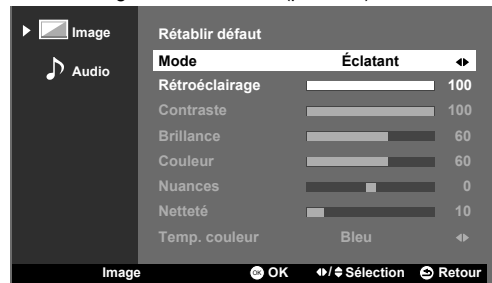 Image
Audio
Rétablir défaut
Mode Éclatant
Rétroéclairage 100
Contraste 100
Brillance 60
Couleur 60
Nuances 0
Netteté 10
Temp. couleur Bleu
Image OK OK / Sélection Retour